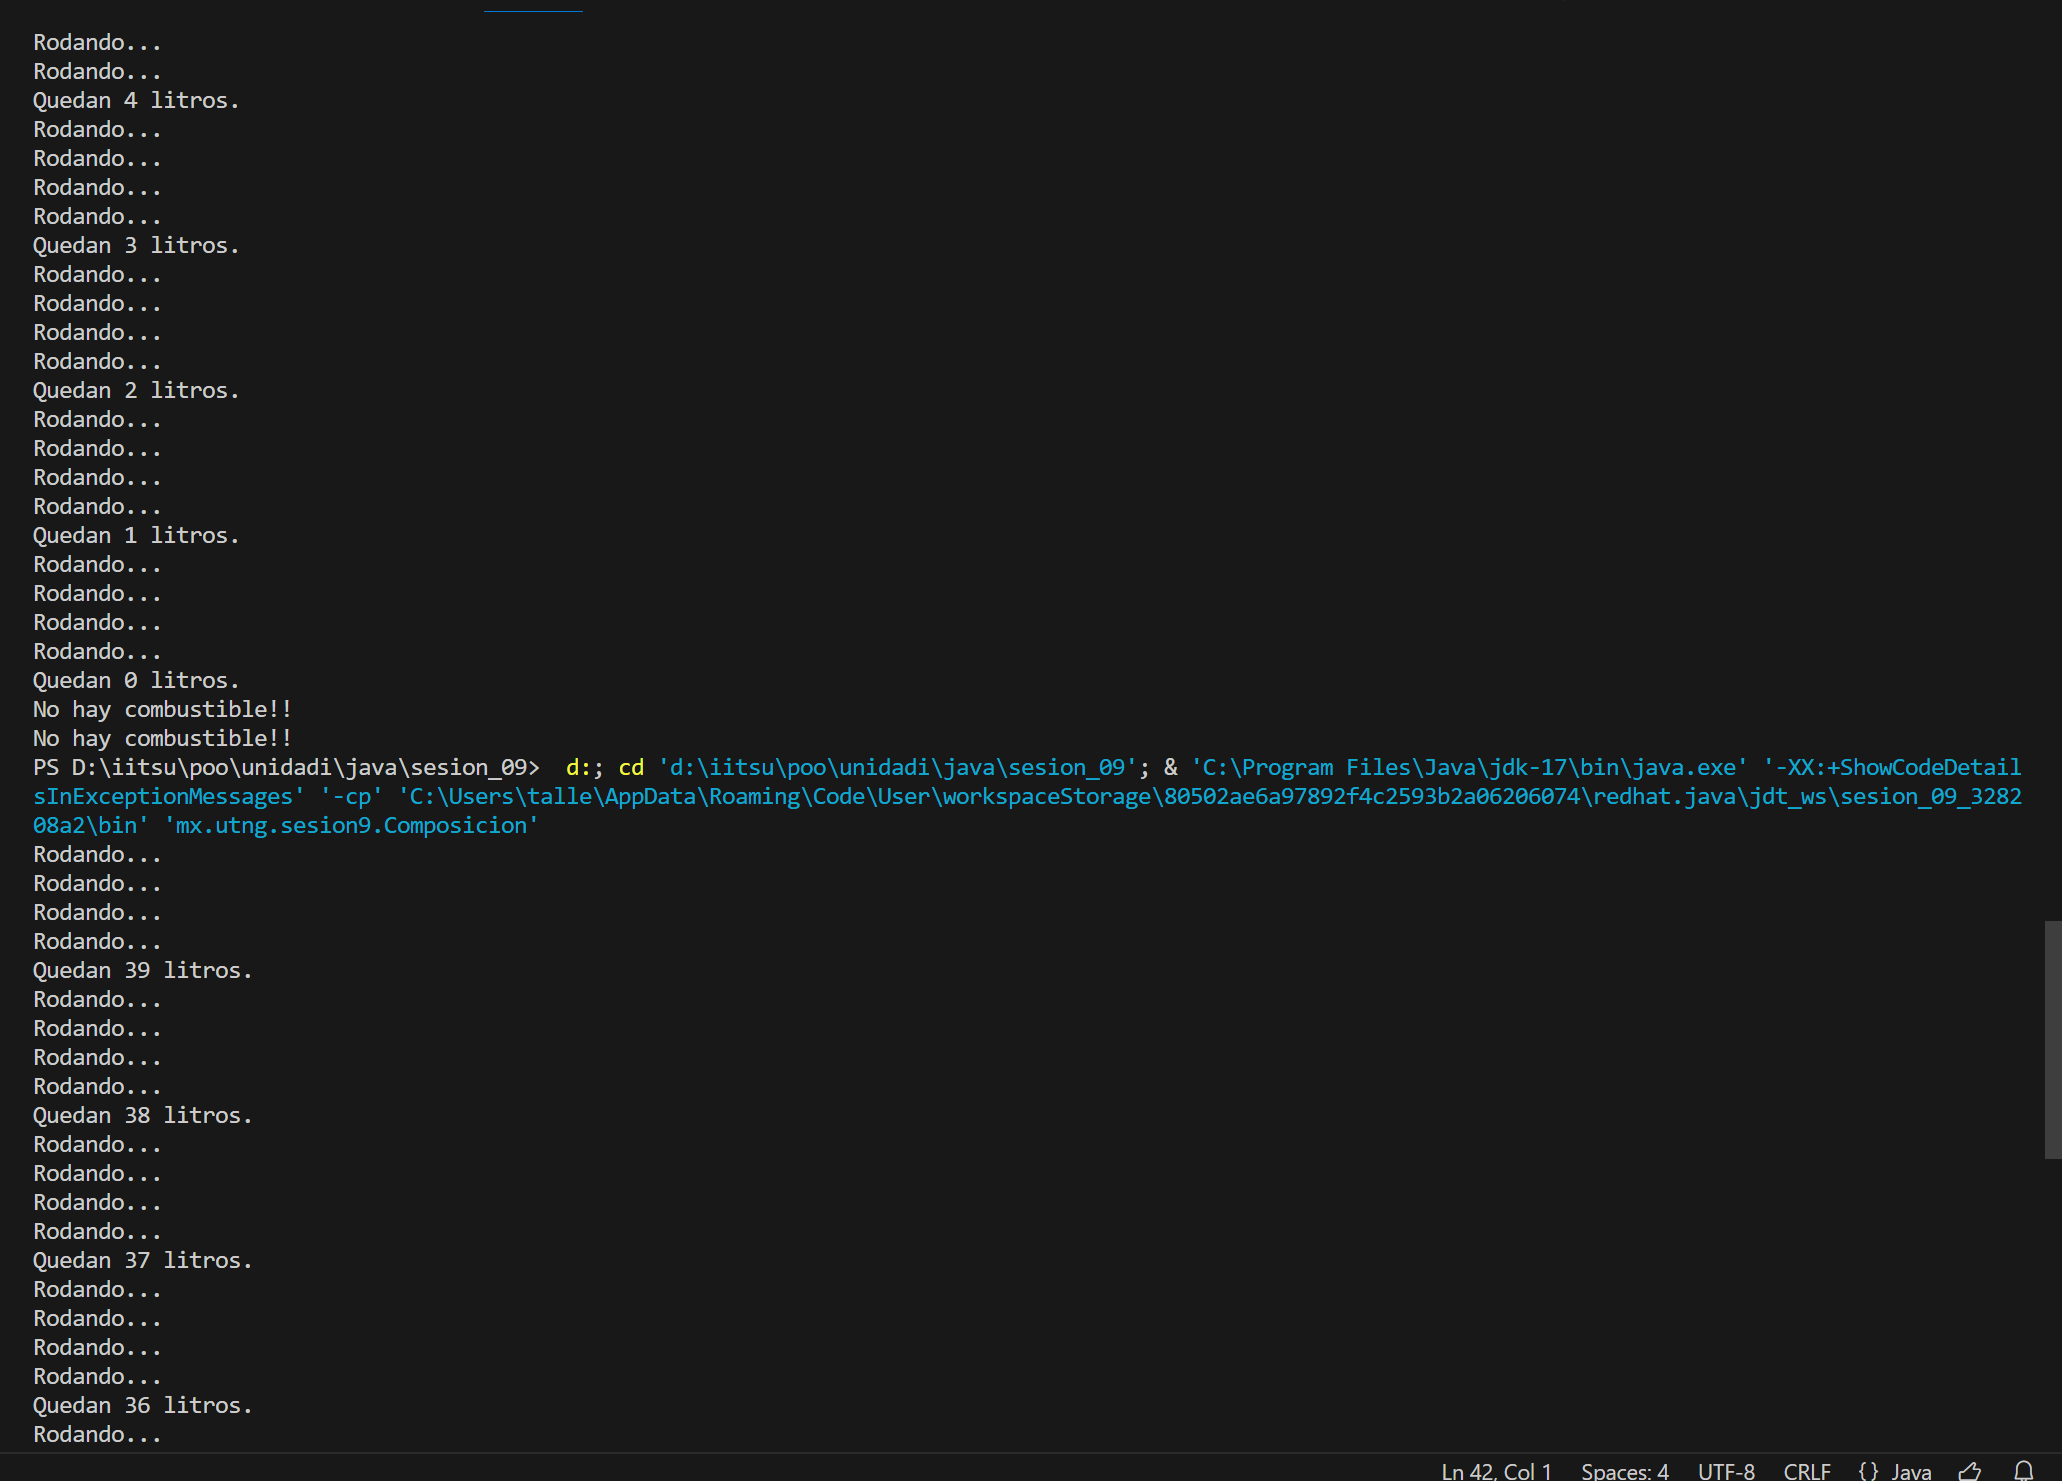 Rodando...
Rodando...
Quedan 4 litros.
Rodando...
Rodando...
Rodando...
Rodando...
Quedan 3 litros.
Rodando...
Rodando...
Rodando...
Rodando...
Quedan 2 litros.
Rodando...
Rodando...
Rodando...
Rodando...
Quedan 1 litros.
Rodando...
Rodando...
Rodando...
Rodando...
Quedan 0 litros.
No hay combustible!!
No hay combustible!!
PS D:\iitsu\poo\unidadi\java\sesion_09>  d:; cd 'd:\iitsu\poo\unidadi\java\sesion_09'; & 'C:\Program Files\Java\jdk-17\bin\java.exe' '-XX:+ShowCodeDetail
sInExceptionMessages' '-cp' 'C:\Users\talle\AppData\Roaming\Code\User\workspaceStorage\80502ae6a97892f4c2593b2a06206074\redhat.java\jdt_ws\sesion_09_3282
08a2\bin' 'mx.utng.sesion9.Composicion'
Rodando...
Rodando...
Rodando...
Rodando...
Quedan 39 litros.
Rodando...
Rodando...
Rodando...
Rodando...
Quedan 38 litros.
Rodando...
Rodando...
Rodando...
Rodando...
Quedan 37 litros.
Rodando...
Rodando...
Rodando...
Rodando...
Quedan 36 litros.
Rodando...
Ln 42, Col 1 Spaces: 4 UTF-8 CRLF {} Java